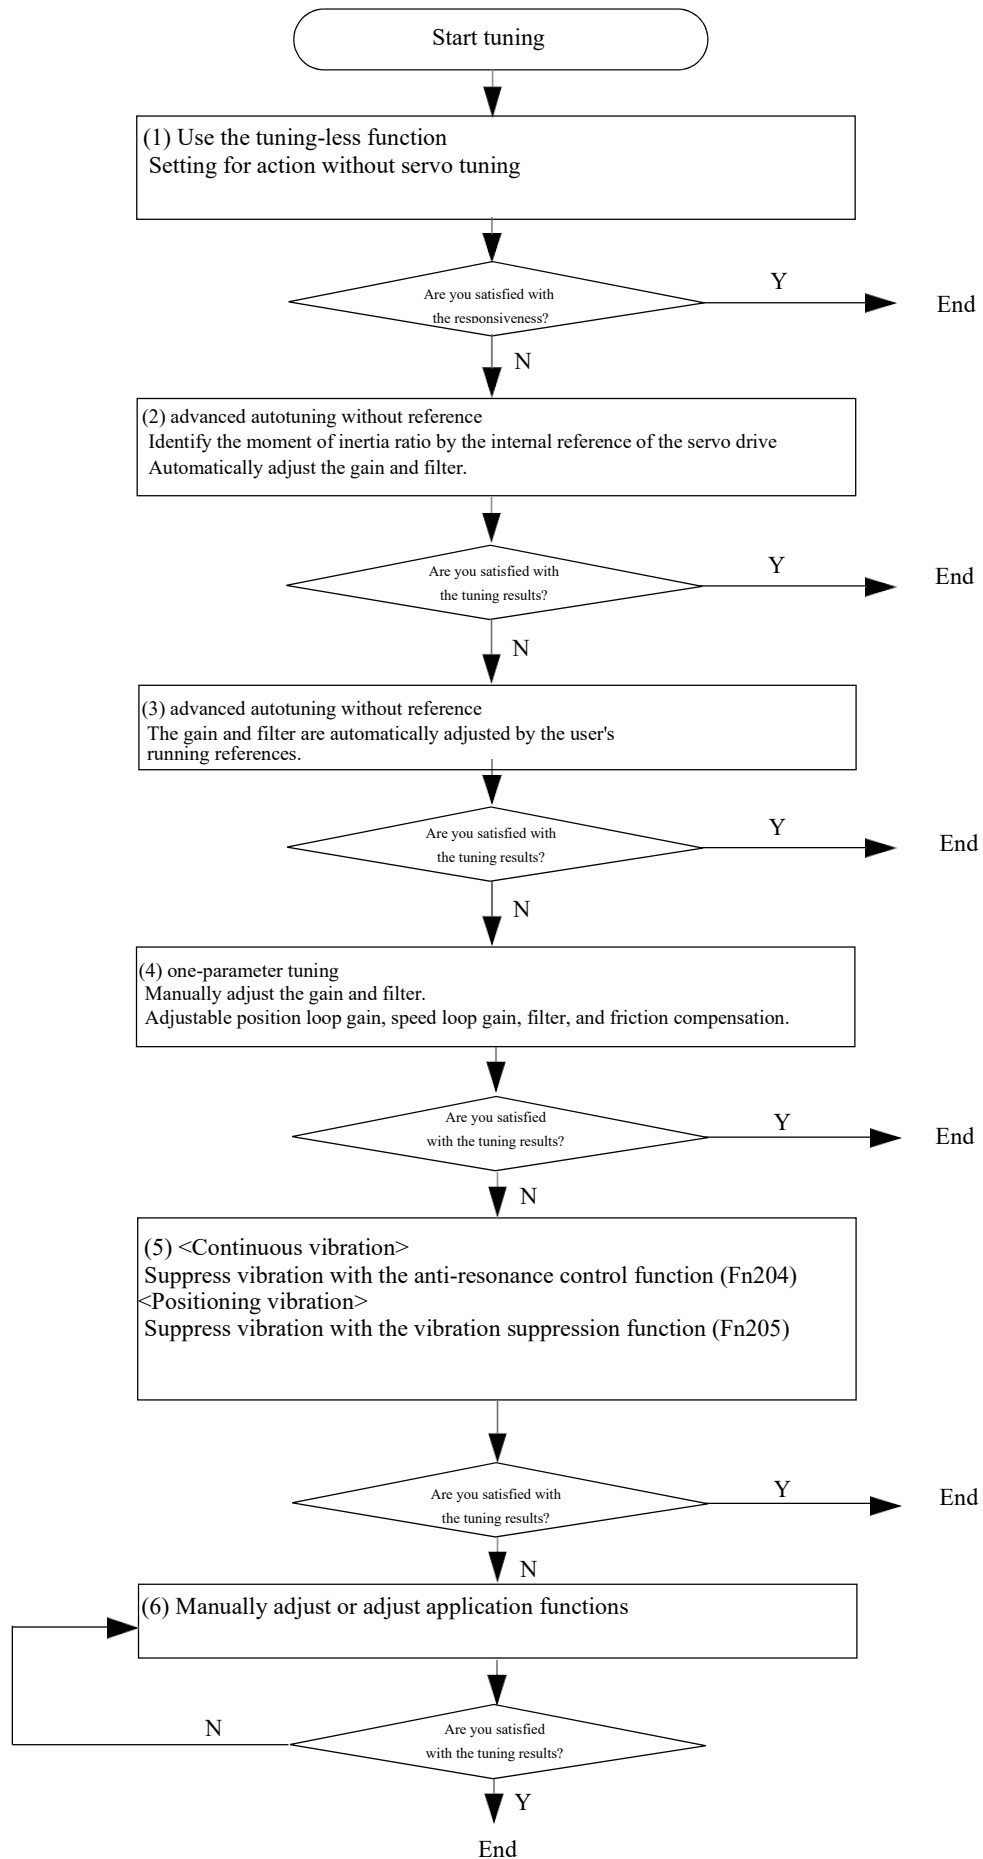 Start tuning
(1) Use the tuning-less function
Setting for action without servo tuning
Are you satisfied with
the responsiveness?
Y
End
N
(2) advanced autotuning without reference
Identify the moment of inertia ratio by the internal reference of the servo drive
Automatically adjust the gain and filter.
Are you satisfied with
the tuning results?
Y
End
N
(3) advanced autotuning without reference
The gain and filter are automatically adjusted by the user's
running references.
Are you satisfied with
the tuning results?
Y
End
N
(4) one-parameter tuning
Manually adjust the gain and filter.
Adjustable position loop gain, speed loop gain, filter, and friction compensation.
Are you satisfied
with the tuning results?
Y
End
N
(5) <Continuous vibration>
Suppress vibration with the anti-resonance control function (Fn204)
<Positioning vibration>
Suppress vibration with the vibration suppression function (Fn205)
Are you satisfied with
the tuning results?
Y
End
N
(6) Manually adjust or adjust application functions
Are you satisfied
with the tuning results?
N
Y
End